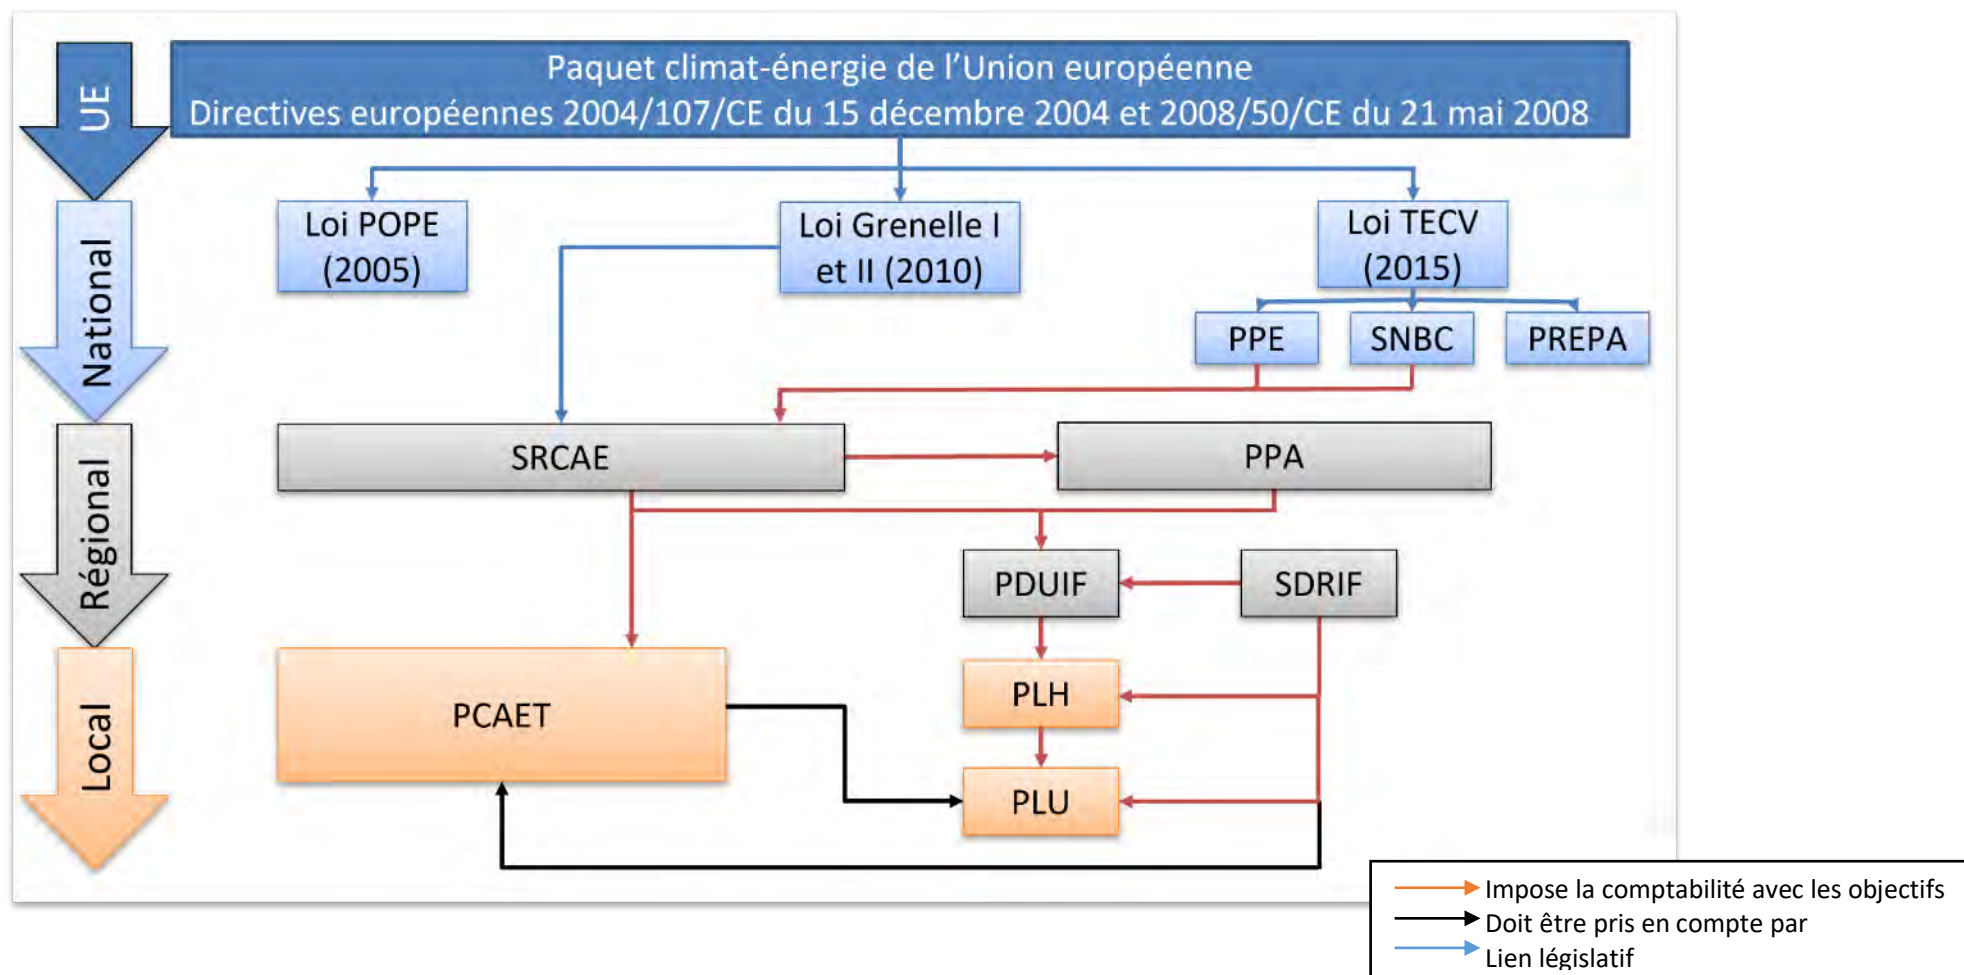 UE
Paquet climat-énergie de l'Union européenne
Directives européennes 2004/107/CE du 15 décembre 2004 et 2008/50/CE du 21 mai 2008
National
Loi POPE
(2005)
Loi Grenelle I
et II (2010)
Loi TECV
(2015)
PPE
SNBC
PREPA
Régional
SRCAE
PPA
PDUIF
SDRIF
Local
PCAET
PLH
PLU
Impose la comptabilité avec les objectifs
Doit être pris en compte par
Lien législatif